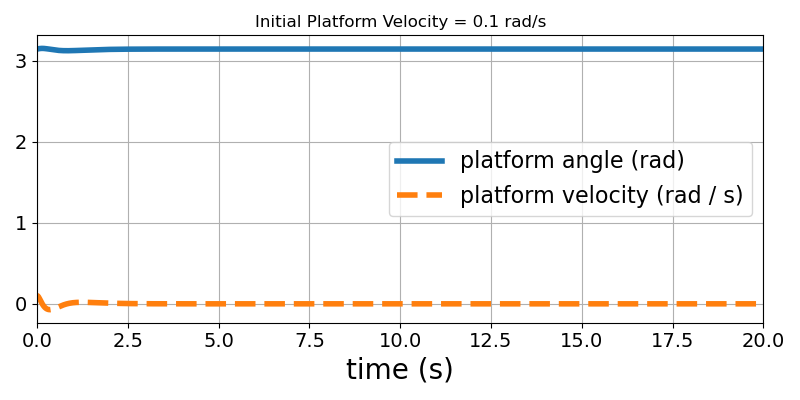 Initial Platform Velocity = 0.1 rad/s
3
2
1
0
platform angle (rad)
platform velocity (rad / s)
0.0 2.5 5.0 7.5 10.0 12.5 15.0 17.5 20.0
time (s)